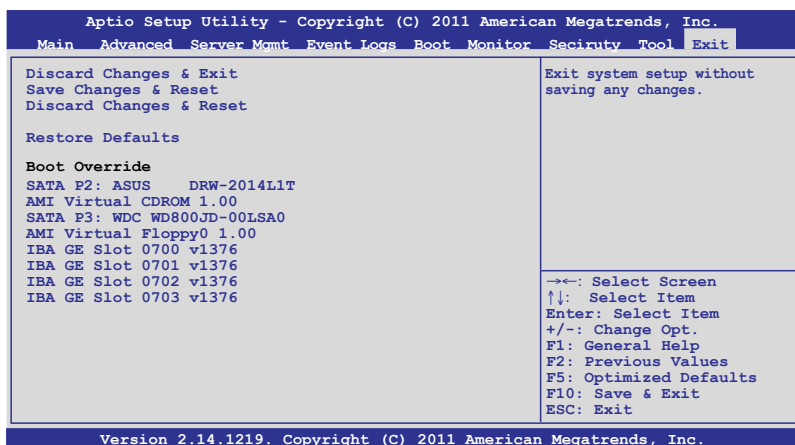 Aptio Setup Utility - Copyright (C) 2011 American Megatrends, Inc.
Main Advanced Server Mgmt Event Logs Boot Monitor Seciruty Tool Exit
Discard Changes & Exit
Save Changes & Reset
Discard Changes & Reset
Restore Defaults
Boot Override
SATA P2: ASUS DRW-2014L1T
AMI Virtual CDROM 1.00
SATA P3: WDC WD800JD-00LSA0
AMI Virtual Floppy0 1.00
IBA GE Slot 0700 v1376
IBA GE Slot 0701 v1376
IBA GE Slot 0702 v1376
IBA GE Slot 0703 v1376
Exit system setup without
saving any changes.
→←: Select Screen
↑↓: Select Item
Enter: Select Item
+/-: Change Opt.
F1: General Help
F2: Previous Values
F5: Optimized Defaults
F10: Save & Exit
ESC: Exit
Version 2.14.1219. Copyright (C) 2011 American Megatrends, Inc.